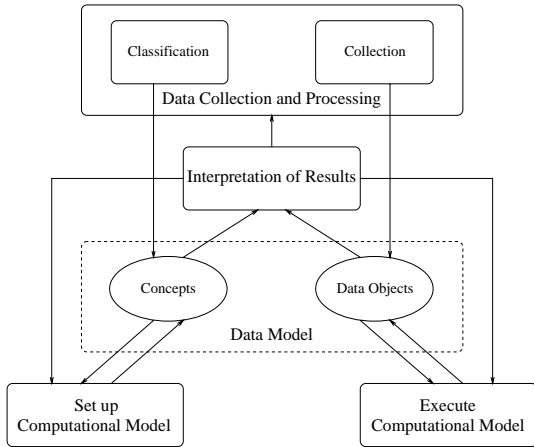 Classification
Collection
Data Collection and Processing
Interpretation of Results
Concepts
Data Objects
Data Model
Set up
Computational Model
Execute
Computational Model